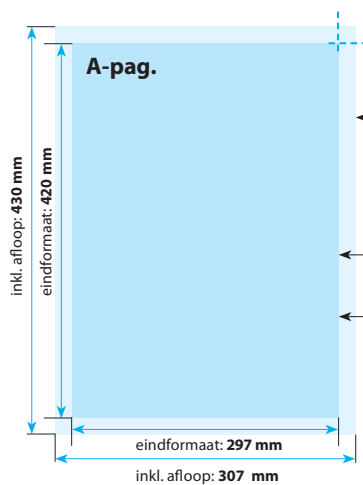 A-pag.
inkl. afloop: 430 mm
eindformaat: 420 mm
eindformaat: 297 mm
inkl. afloop: 307 mm